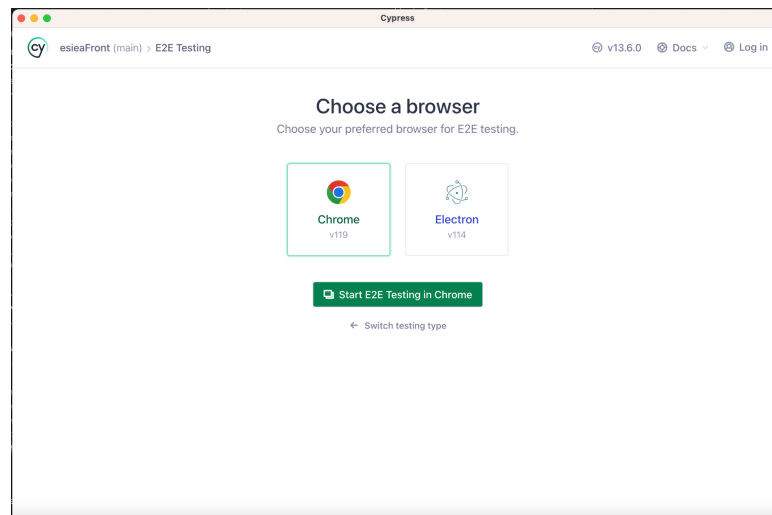 Cypress
cy esieaFront (main) > E2E Testing cy v13.6.0 Docs Log in
Choose a browser
Choose your preferred browser for E2E testing.
Chrome Electron
v119 v114
Start E2E Testing in Chrome
← Switch testing type